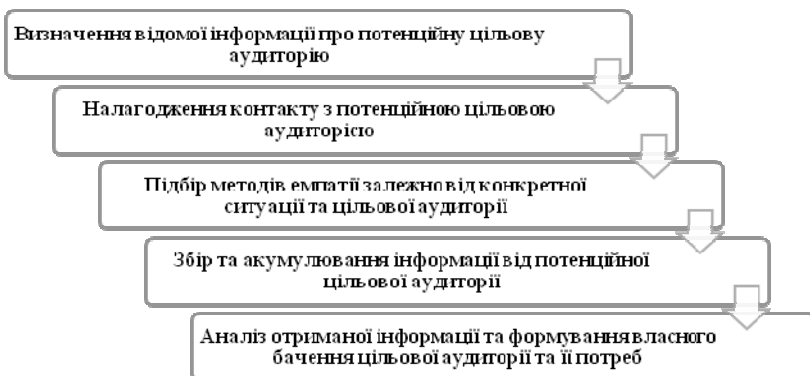 Визначення відомої інформації про потенційну цільову
аудиторію
Налагодження контакту з потенційною цільовою
аудиторією
Підбір методів емпатії залежно від конкретної
ситуації та цільової аудиторії
Збір та акумулювання інформації від потенційної
цільової аудиторії
Аналіз отриманої інформації та формування власного
бачення цільової аудиторії та її потреб